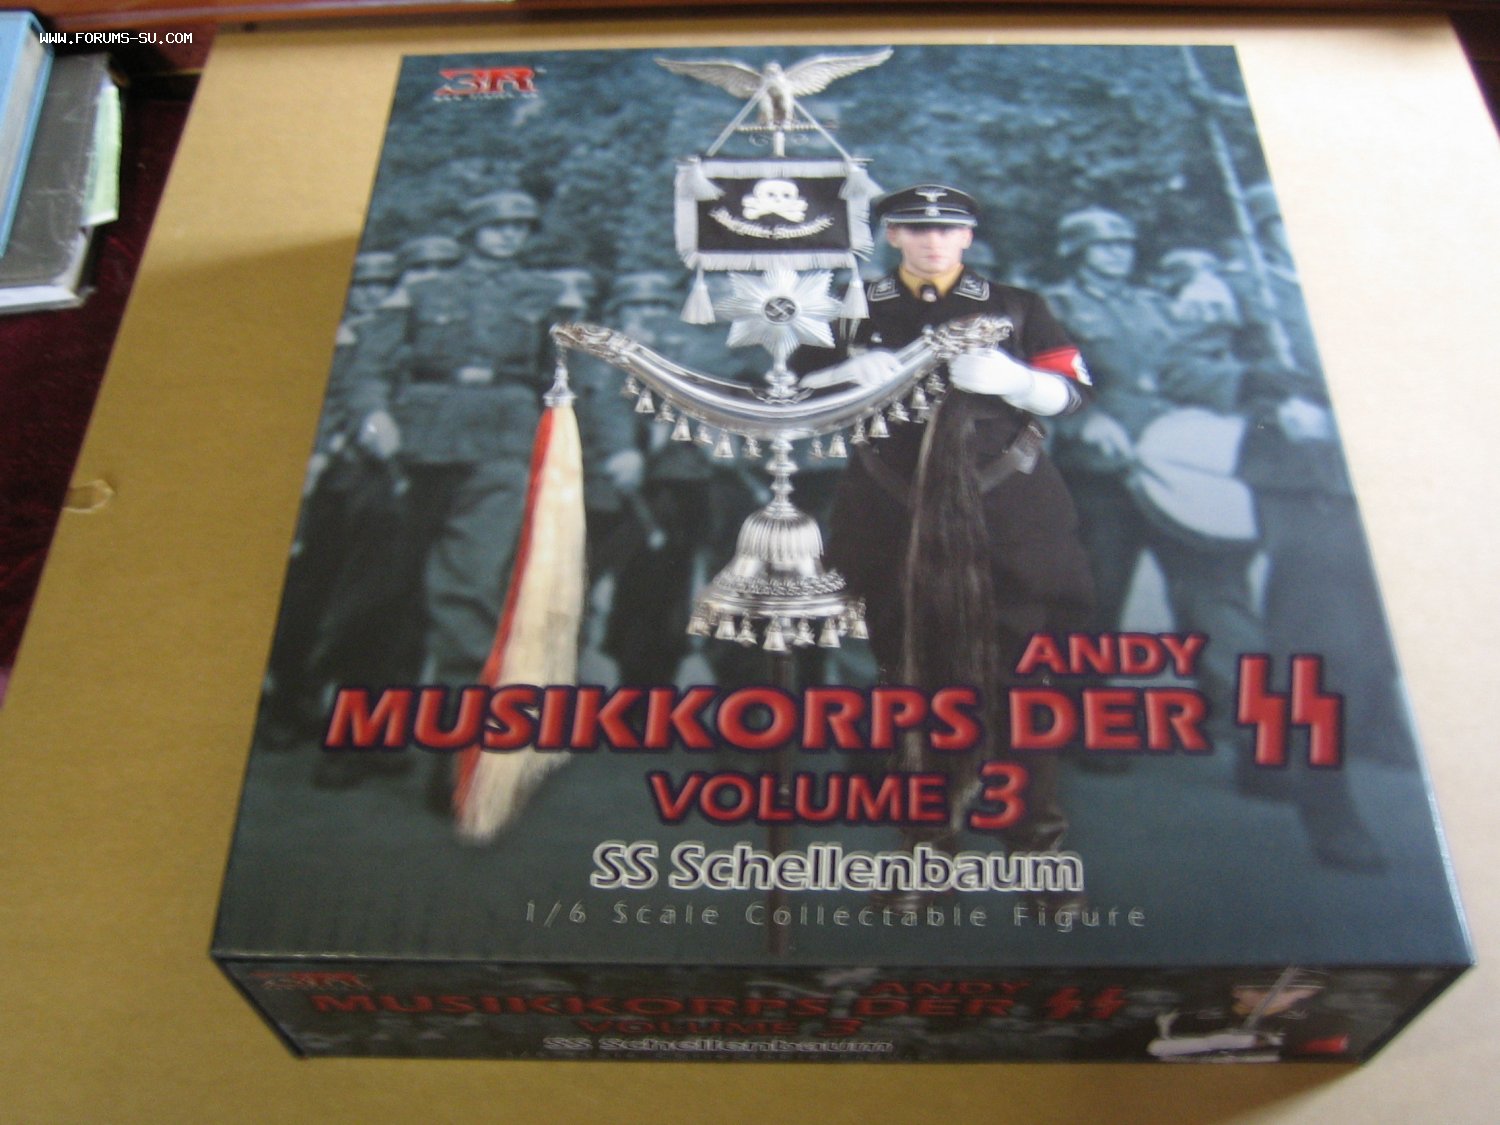 WWW.FORUMS-SU.COM
3R
ANDY
MUSIKKORPS DER SS
VOLUME 3
SS Schellenbaum
1/6 Scale Collectable Figure
3R
ANDY
MUSIKKORPS DER SS
VOLUME 3
SS Schellenbaum